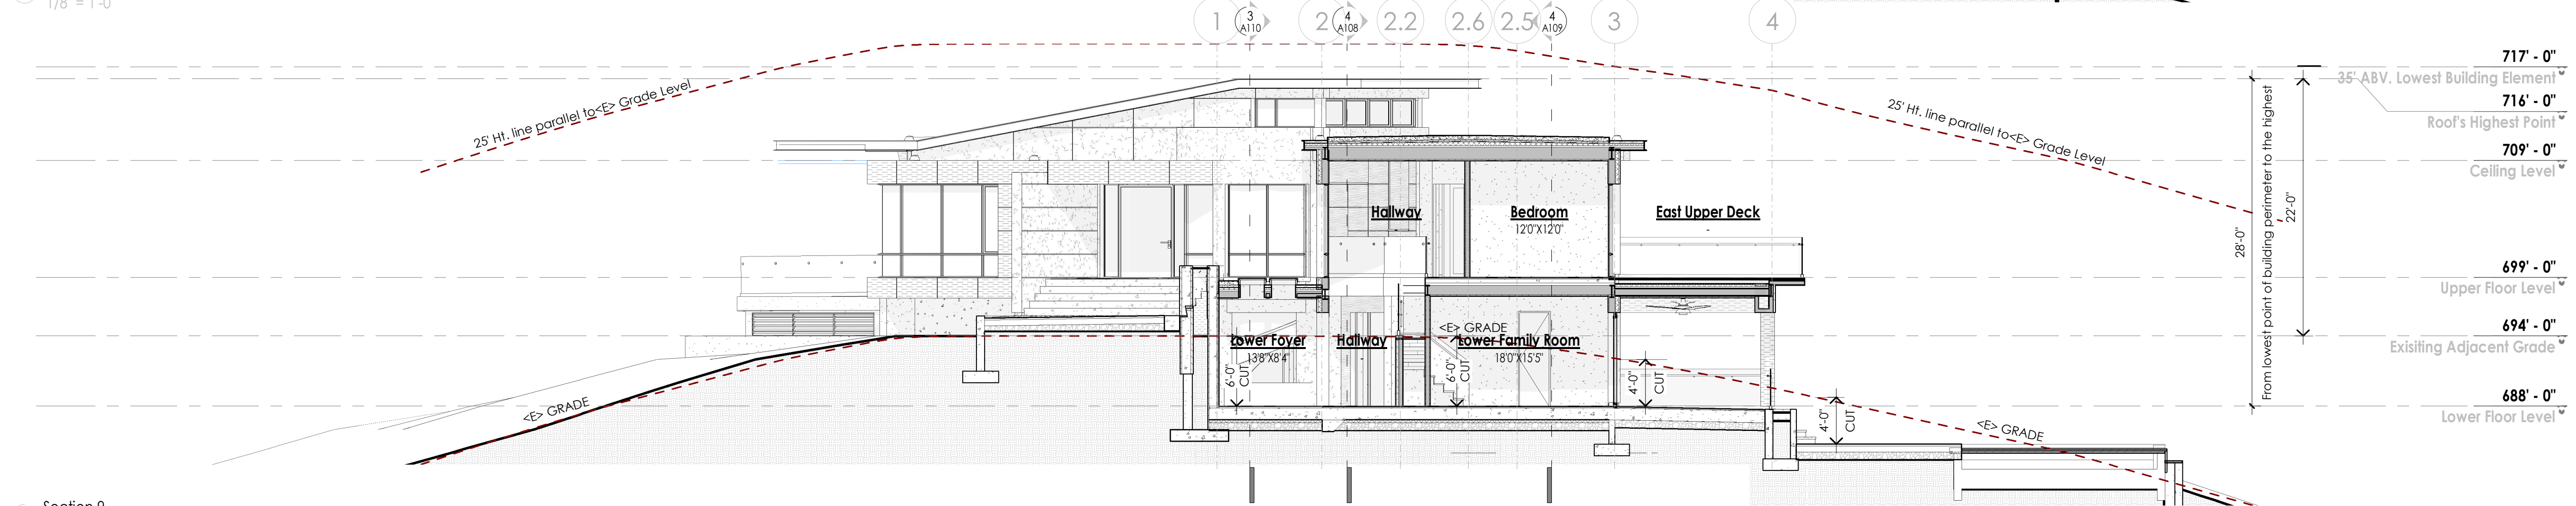 1/8" = 1'-0"
1
3
A110
2
4
A108
2.2
2.6
2.5
4
A109
3
4
717' - 0"
35' ABV. Lowest Building Element
716' - 0"
Roof's Highest Point
709' - 0"
Ceiling Level
699' - 0"
Upper Floor Level
694' - 0"
Exisiting Adjacent Grade
688' - 0"
Lower Floor Level
25' Ht. line parallel to<E> Grade Level
25' Ht. line parallel to<E> Grade Level
28'-0"
From lowest point of building perimeter to the highest
22'-0"
Hallway
Bedroom
12'0"X12'0"
East Upper Deck
-
Lower Foyer
13'8"X8'4"
Hallway
-
<E> GRADE
Lower Family Room
18'0"X15'5"
6'-0"
CUT
6'-0"
CUT
4'-0"
CUT
4'-0"
CUT
<E> GRADE
<E> GRADE
Section 9